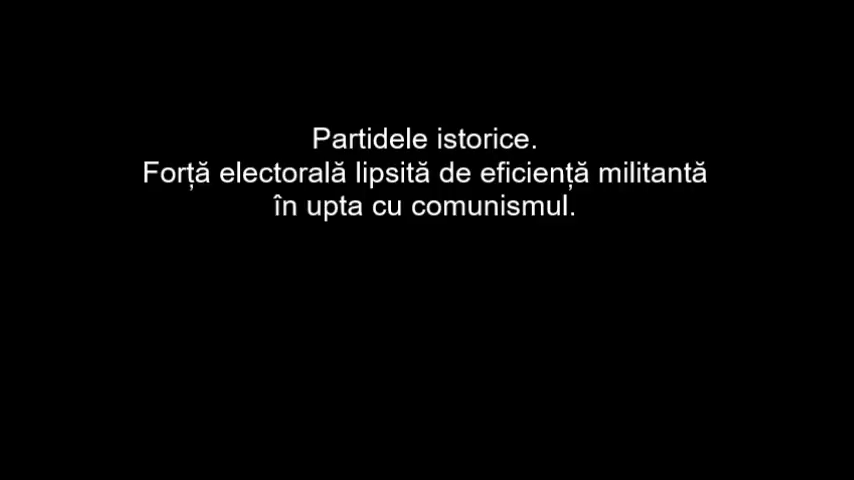 Partidele istorice.
Forță electorală lipsită de eficiență militantă
în upta cu comunismul.